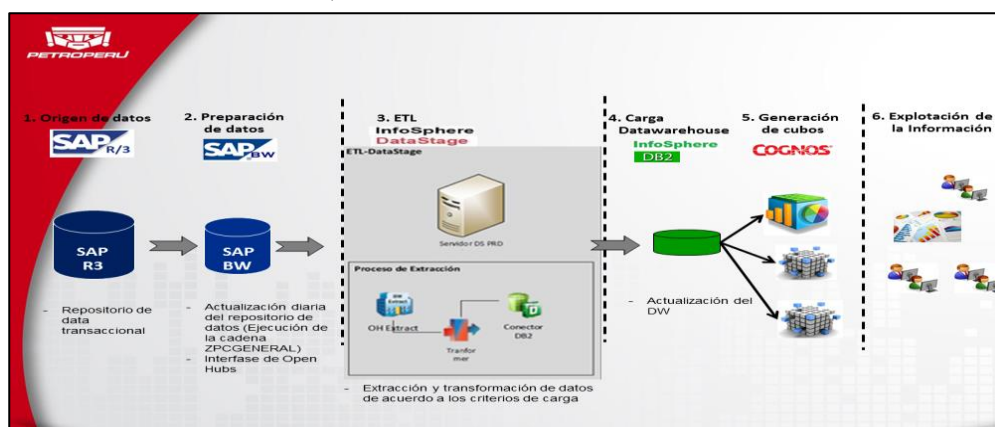 PETROPERÚ
1. Origen de datos
SAP R/3
2. Preparación
de datos
SAP BW
3. ETL
InfoSphere
DataStage
4. Carga
Datawarehouse
InfoSphere
DB2
5. Generación
de cubos
COGNOS
6. Explotación de
la Información
ETL-DataStage
Servidor DS PRD
SAP
R3
SAP
BW
Proceso de Extracción
BW
Extract
OH Extract
Tranfor
mer
Conector
DB2
- Repositorio de
data
transaccional
- Actualización diaria
del repositorio de
datos (Ejecución de
la cadena
ZPCGENERAL)
- Interfase de Open
Hubs
- Extracción y transformación de datos
de acuerdo a los criterios de carga
- Actualización del
DW